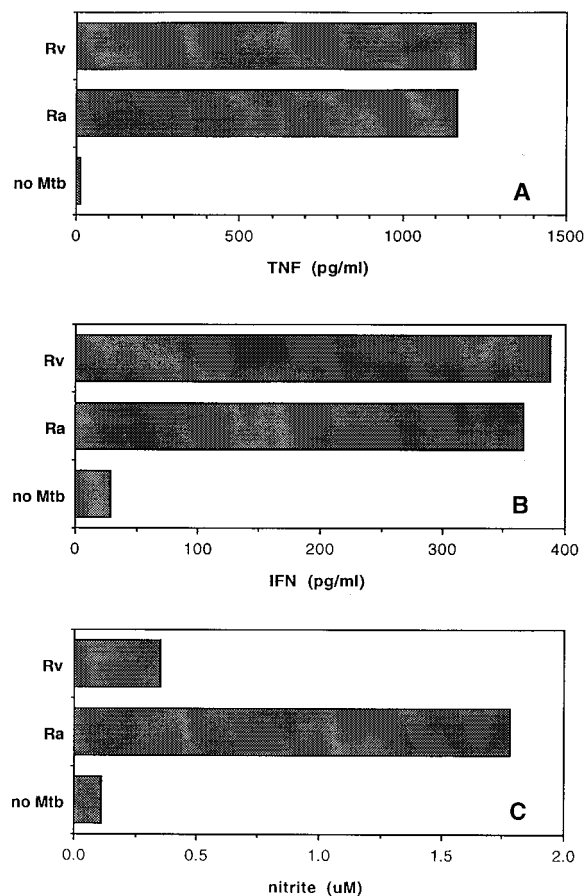 Rv
Ra
no Mtb
A
0 500 1000 1500
TNF (pg/ml)
Rv
Ra
no Mtb
B
0 100 200 300 400
IFN (pg/ml)
Rv
Ra
no Mtb
C
0.0 0.5 1.0 1.5 2.0
nitrite (uM)